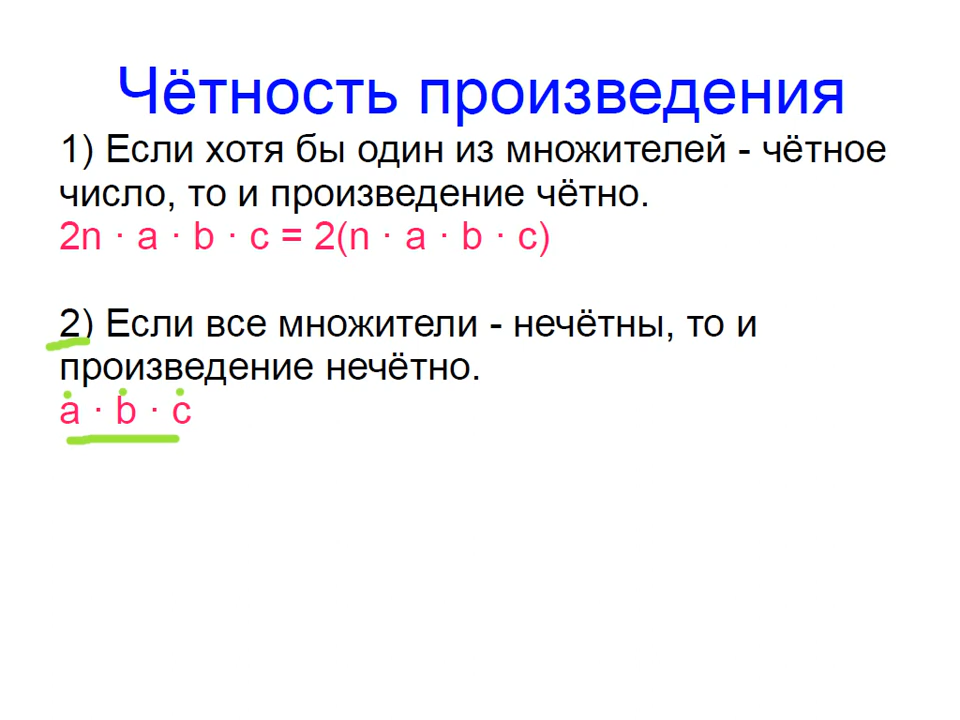 Чётность произведения
1) Если хотя бы один из множителей - чётное
число, то и произведение чётно.
2n · a · b · c = 2(n · a · b · c)
2) Если все множители - нечётны, то и
произведение нечётно.
a · b · c